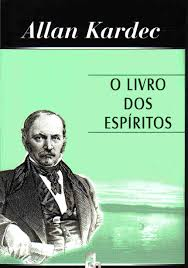 Allan Kardec
O LIVRO
DOS
ESPÍRITOS